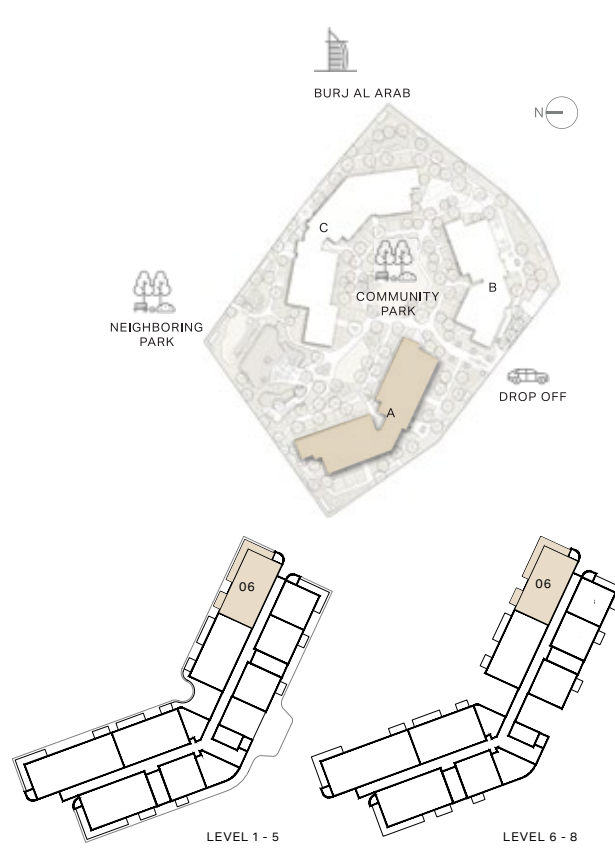 BURJ AL ARAB
N
C
COMMUNITY
PARK
B
NEIGHBORING
PARK
DROP OFF
A
06
06
LEVEL 1 - 5
LEVEL 6 - 8